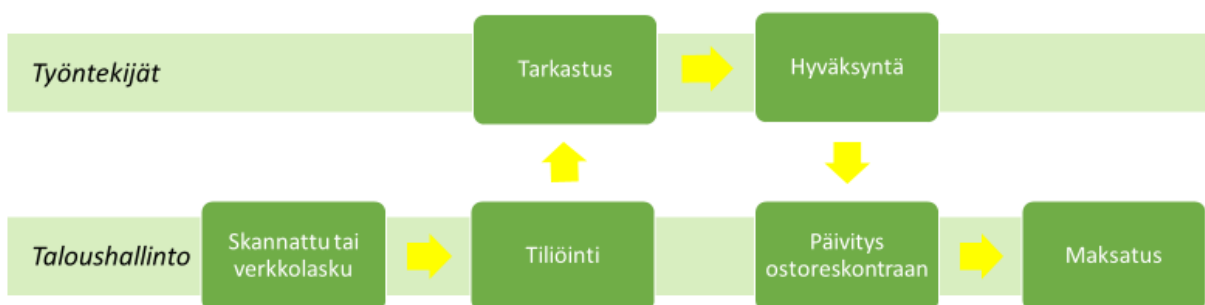 Työntekijät
Tarkastus
Hyväksyntä
Taloushallinto
Skannattu tai
verkkolasku
Tiliöinti
Päivitys
ostoreskontraan
Maksatus